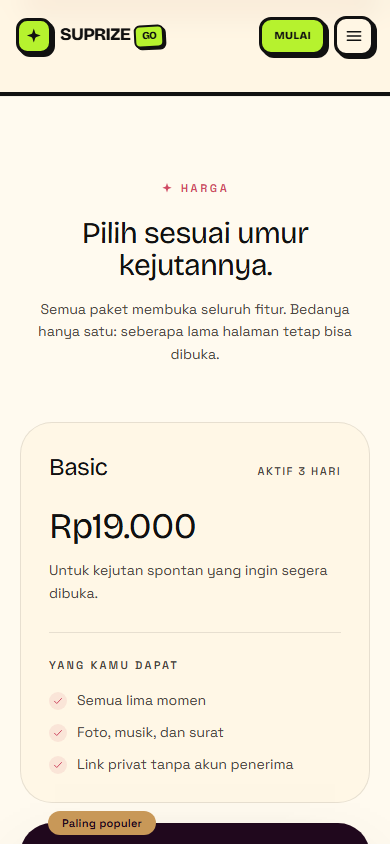 SUPRIZE GO
MULAI
HARGA
Pilih sesuai umur
kejutannya.
Semua paket membuka seluruh fitur. Bedanya
hanya satu: seberapa lama halaman tetap bisa
dibuka.
Basic
AKTIF 3 HARI
Rp19.000
Untuk kejutan spontan yang ingin segera
dibuka.
YANG KAMU DAPAT
Semua lima momen
Foto, musik, dan surat
Link privat tanpa akun penerima
Paling populer